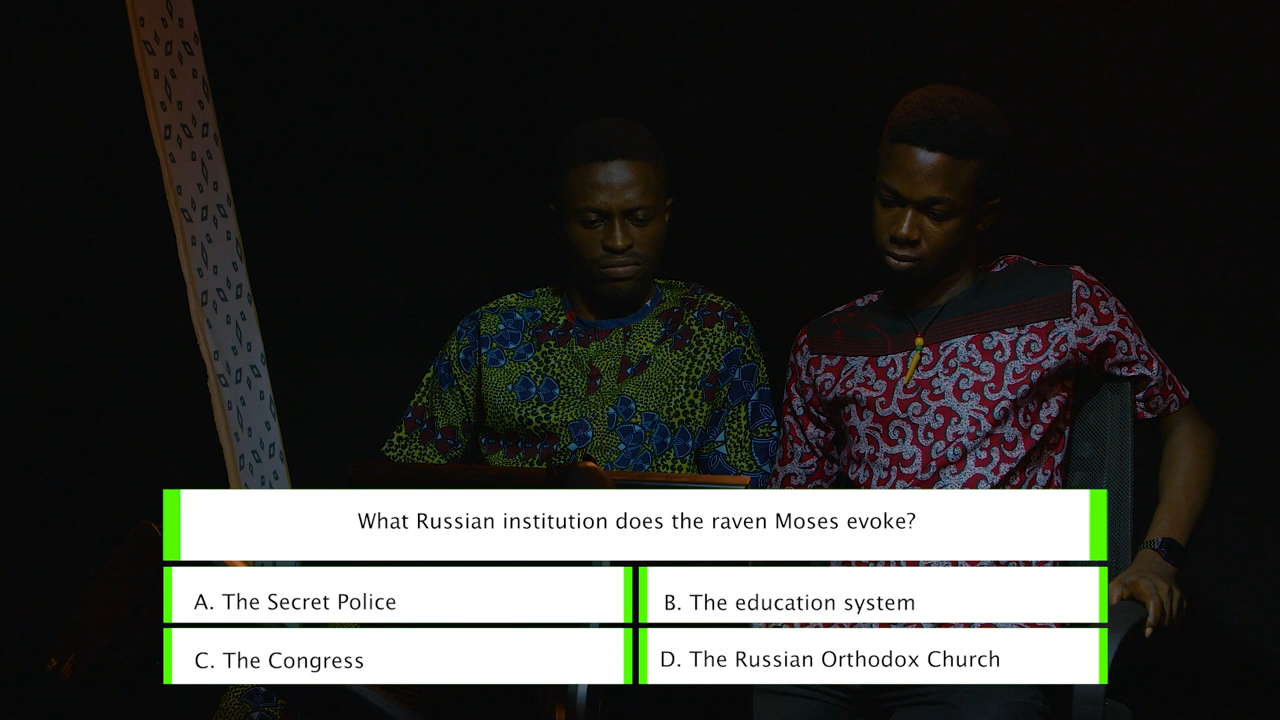 What Russian institution does the raven Moses evoke?
A. The Secret Police
B. The education system
C. The Congress
D. The Russian Orthodox Church